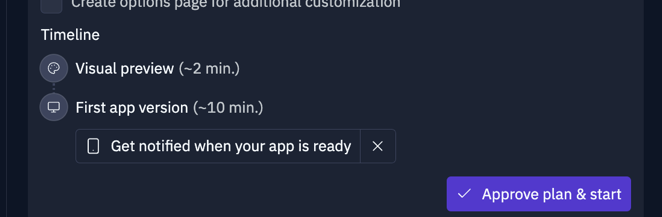 Create options page for additional customization
Timeline
Visual preview (~2 min.)
First app version (~10 min.)
Get notified when your app is ready
Approve plan & start